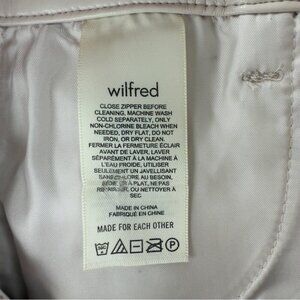 wilfred
CLOSE ZIPPER BEFORE
CLEANING, MACHINE WASH
COLD SEPARATELY, ONLY
NON-CHLORINE BLEACH WHEN
NEEDED, DRY FLAT, DO NOT
IRON, OR DRY CLEAN.
FERMER LA FERMETURE ÉCLAIR
AVANT DE LAVER, LAVER
SÉPARÉMENT À LA MACHINE À
L'EAU FROIDE, UTILISER
SEULEMENT UN JAVELLISANT
SANS CHLORE AU BESOIN,
À PLAT, NE PAS
REPASSER, OU NETTOYER À
SEC
MADE IN CHINA
FABRIQUÉ EN CHINE
MADE FOR EACH OTHER
P